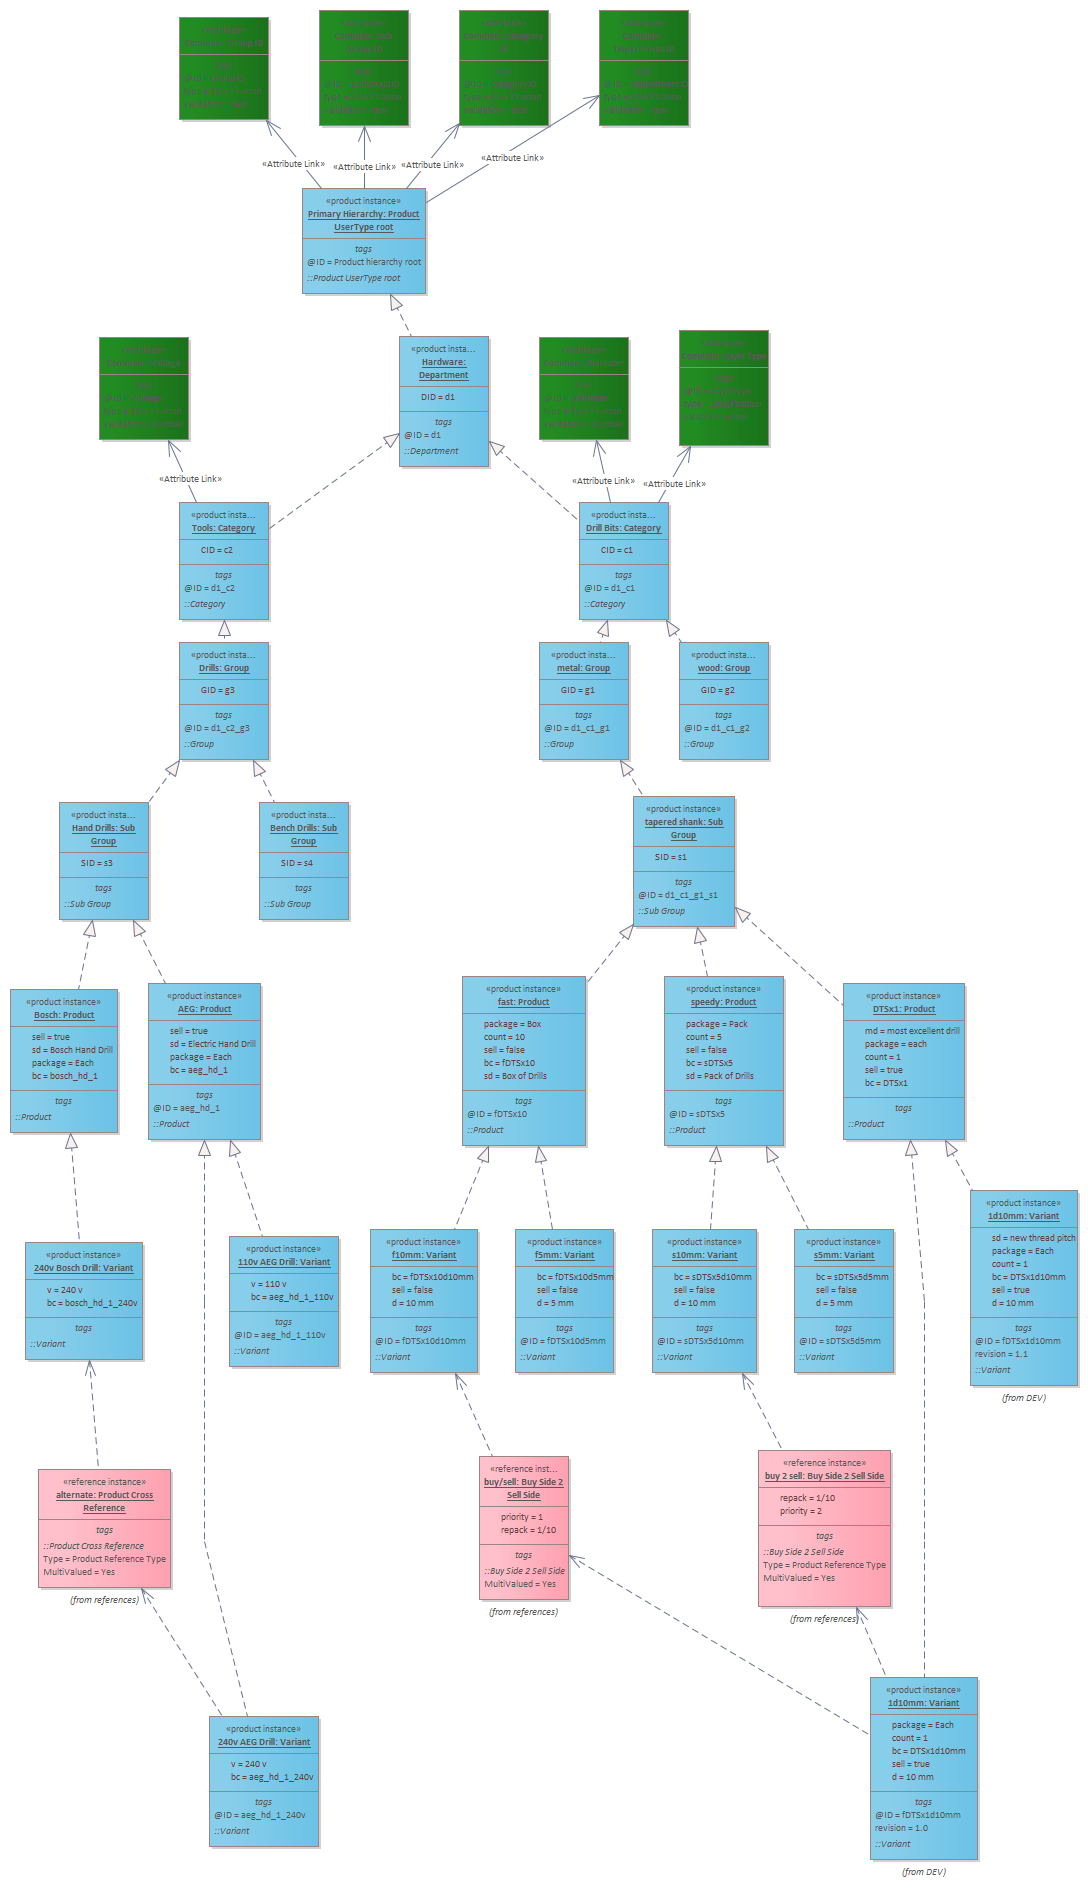 «Attribute Link»
«Attribute Link»
«Attribute Link»
«Attribute Link»
«product instance»
Primary Hierarchy: Product
UserType root
tags
@ID = Product hierarchy root
::Product UserType root
«product insta...
Hardware:
Department
DID = d1
tags
@ID = d1
::Department
«Attribute Link»
«Attribute Link»
«Attribute Link»
«product insta...
Tools: Category
CID = c2
tags
@ID = d1_c2
::Category
«product insta...
Drill Bits: Category
CID = c1
tags
@ID = d1_c1
::Category
«product insta...
Drills: Group
GID = g3
tags
@ID = d1_c2_g3
::Group
«product insta...
metal: Group
GID = g1
tags
@ID = d1_c1_g1
::Group
«product insta...
wood: Group
GID = g2
tags
@ID = d1_c1_g2
::Group
«product insta...
Hand Drills: Sub
Group
SID = s3
tags
::Sub Group
«product insta...
Bench Drills: Sub
Group
SID = s4
tags
::Sub Group
«product instance»
tapered shank: Sub
Group
SID = s1
tags
@ID = d1_c1_g1_s1
::Sub Group
«product instance»
Bosch: Product
sell = true
sd = Bosch Hand Drill
package = Each
bc = bosch_hd_1
tags
::Product
«product instance»
AEG: Product
sell = true
sd = Electric Hand Drill
package = Each
bc = aeg_hd_1
tags
@ID = aeg_hd_1
::Product
«product instance»
fast: Product
package = Box
count = 10
sell = false
bc = fDTSx10
sd = Box of Drills
tags
@ID = fDTSx10
::Product
«product instance»
speedy: Product
package = Pack
count = 5
sell = false
bc = sDTSx5
sd = Pack of Drills
tags
@ID = sDTSx5
::Product
«product instance»
DTSx1: Product
md = most excellent drill
package = each
count = 1
sell = true
bc = DTSx1
tags
::Product
«product instance»
240v Bosch Drill: Variant
v = 240 v
bc = bosch_hd_1_240v
tags
::Variant
«product instance»
110v AEG Drill: Variant
v = 110 v
bc = aeg_hd_1_110v
tags
@ID = aeg_hd_1_110v
::Variant
«product instance»
f10mm: Variant
bc = fDTSx10d10mm
sell = false
d = 10 mm
tags
@ID = fDTSx10d10mm
::Variant
«product instance»
f5mm: Variant
bc = fDTSx10d5mm
sell = false
d = 5 mm
tags
@ID = fDTSx10d5mm
::Variant
«product instance»
s10mm: Variant
bc = sDTSx5d10mm
sell = false
d = 10 mm
tags
@ID = sDTSx5d10mm
::Variant
«product instance»
s5mm: Variant
bc = sDTSx5d5mm
sell = false
d = 5 mm
tags
@ID = sDTSx5d5mm
::Variant
«product instance»
1d10mm: Variant
sd = new thread pitch
package = Each
count = 1
bc = DTSx1d10mm
sell = true
d = 10 mm
tags
@ID = fDTSx1d10mm
revision = 1.1
::Variant
(from DEV)
«reference instance»
alternate: Product Cross
Reference
tags
::Product Cross Reference
Type = Product Reference Type
MultiValued = Yes
(from references)
«reference inst...
buy/sell: Buy Side 2
Sell Side
priority = 1
repack = 1/10
tags
::Buy Side 2 Sell Side
MultiValued = Yes
(from references)
«reference instance»
buy 2 sell: Buy Side 2 Sell Side
repack = 1/10
priority = 2
tags
::Buy Side 2 Sell Side
Type = Product Reference Type
MultiValued = Yes
(from references)
«product instance»
240v AEG Drill: Variant
v = 240 v
bc = aeg_hd_1_240v
tags
@ID = aeg_hd_1_240v
::Variant
«product instance»
1d10mm: Variant
package = Each
count = 1
bc = DTSx1d10mm
sell = true
d = 10 mm
tags
@ID = fDTSx1d10mm
revision = 1.0
::Variant
(from DEV)